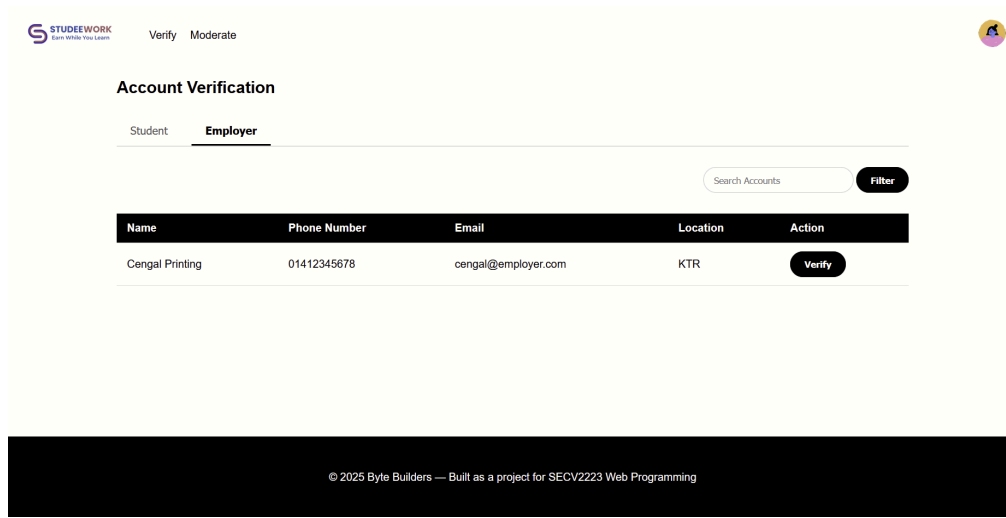 STUDEEWORK
Earn While You Learn
Verify Moderate
Account Verification
Student Employer
Search Accounts Filter
Name Phone Number Email Location Action
Cengal Printing 01412345678 cengal@employer.com KTR Verify
© 2025 Byte Builders — Built as a project for SECV2223 Web Programming